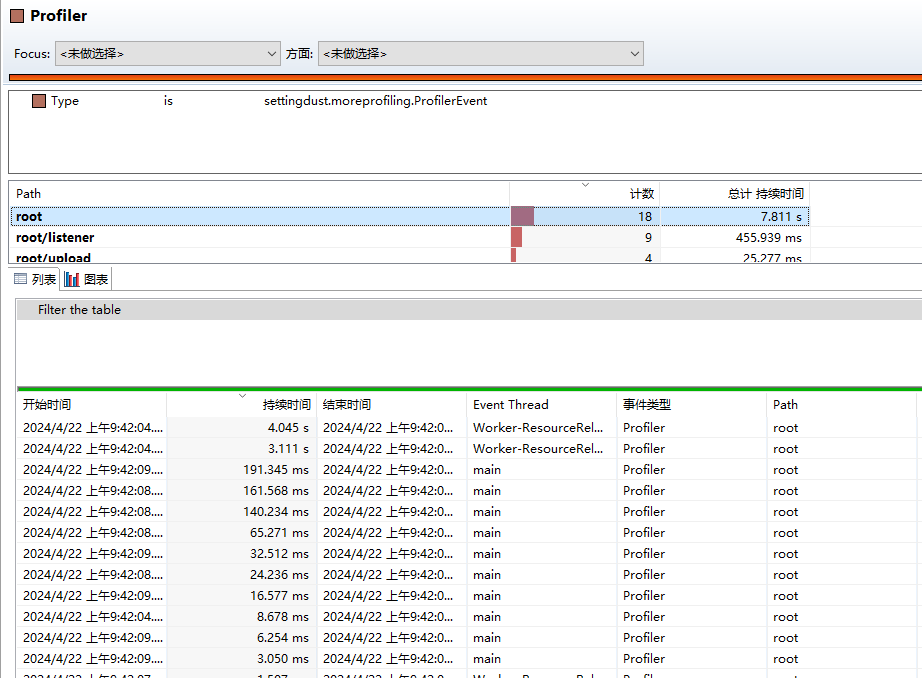 Profiler
Focus: <未做选择> 方面: <未做选择>
Type is settingdust.moreprofiling.ProfilerEvent
Path 计数 总计 持续时间
root 18 7.811 s
root/listener 9 455.939 ms
root/upload 4 25.277 ms
列表 图表
Filter the table
开始时间 持续时间 结束时间 Event Thread 事件类型 Path
2024/4/22 上午9:42:04.... 4.045 s 2024/4/22 上午9:42:0... Worker-ResourceRel... Profiler root
2024/4/22 上午9:42:04.... 3.111 s 2024/4/22 上午9:42:0... Worker-ResourceRel... Profiler root
2024/4/22 上午9:42:09.... 191.345 ms 2024/4/22 上午9:42:0... main Profiler root
2024/4/22 上午9:42:08.... 161.568 ms 2024/4/22 上午9:42:0... main Profiler root
2024/4/22 上午9:42:08.... 140.234 ms 2024/4/22 上午9:42:0... main Profiler root
2024/4/22 上午9:42:08.... 65.271 ms 2024/4/22 上午9:42:0... main Profiler root
2024/4/22 上午9:42:09.... 32.512 ms 2024/4/22 上午9:42:0... main Profiler root
2024/4/22 上午9:42:08.... 24.236 ms 2024/4/22 上午9:42:0... main Profiler root
2024/4/22 上午9:42:09.... 16.577 ms 2024/4/22 上午9:42:0... main Profiler root
2024/4/22 上午9:42:04.... 8.678 ms 2024/4/22 上午9:42:0... main Profiler root
2024/4/22 上午9:42:09.... 6.254 ms 2024/4/22 上午9:42:0... main Profiler root
2024/4/22 上午9:42:09.... 3.050 ms 2024/4/22 上午9:42:0... main Profiler root